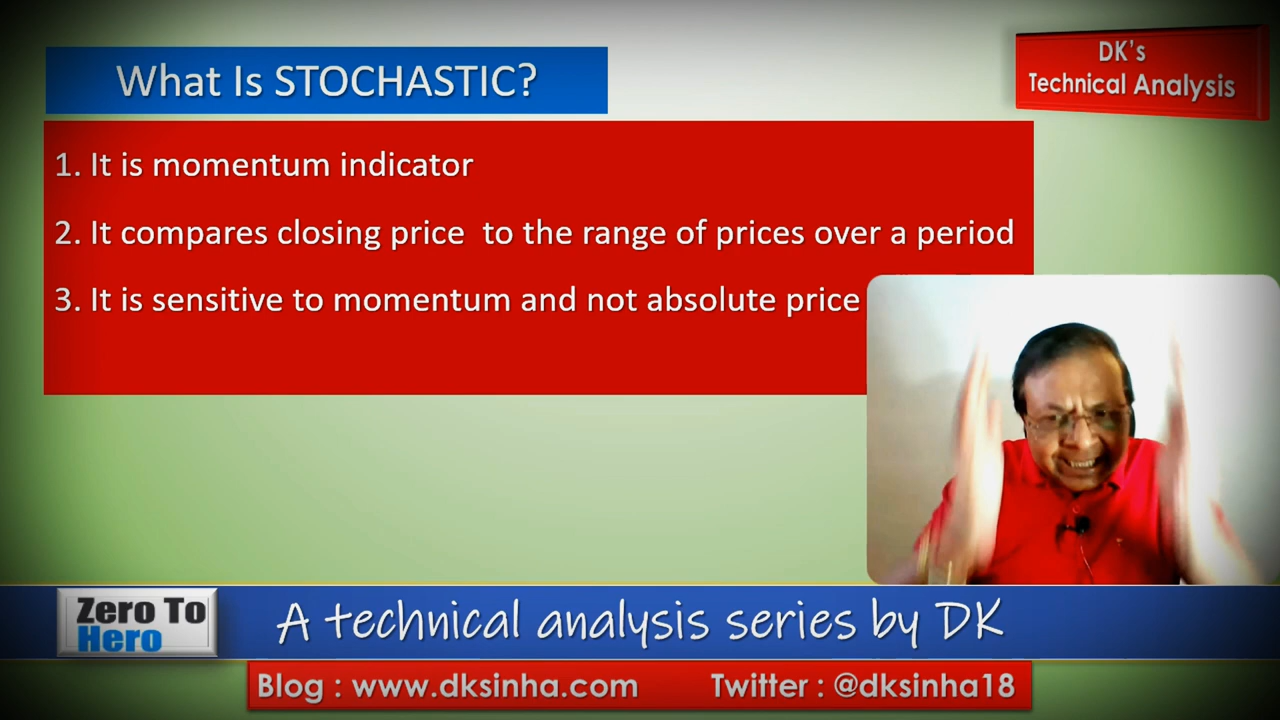 What Is STOCHASTIC?
DK's
Technical Analysis
1. It is momentum indicator
2. It compares closing price to the range of prices over a period
3. It is sensitive to momentum and not absolute price
Zero To
Hero
A technical analysis series by DK
Blog : www.dksinha.com Twitter : @dksinha18